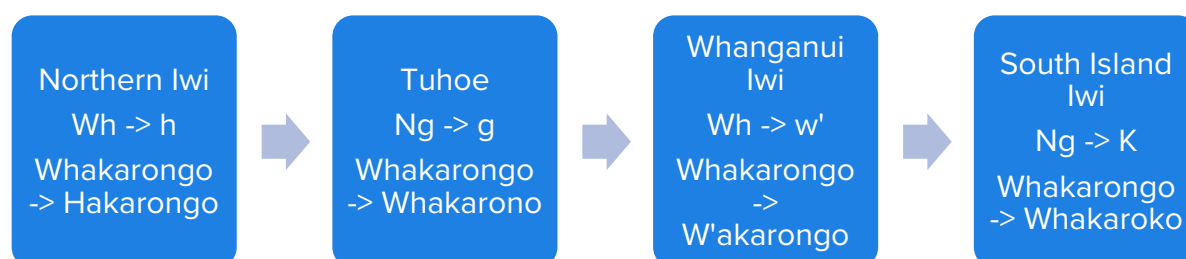 Northern Iwi
Wh -> h
Whakarongo
-> Hakarongo
Tuhoe
Ng -> g
Whakarongo
-> Whakarono
Whanganui
Iwi
Wh -> w'
Whakarongo
->
W'akarongo
South Island
Iwi
Ng -> K
Whakarongo
-> Whakaroko